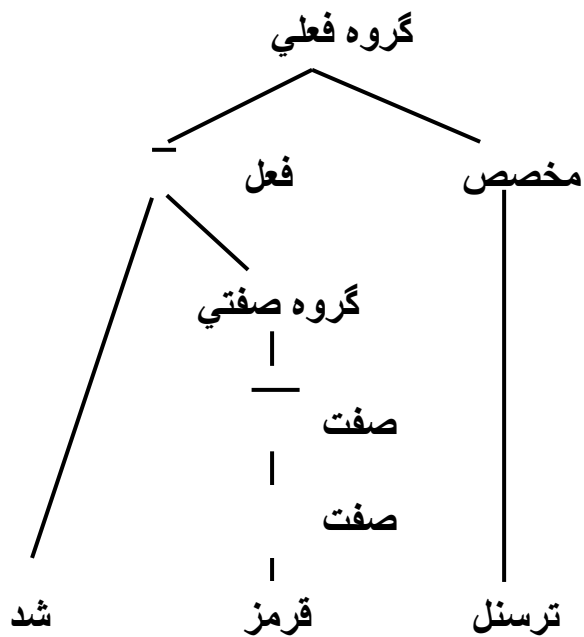 گروه فعلي
مخصص فعل
گروه صفتي
صفت
صفت
ترسنل قرمز شد